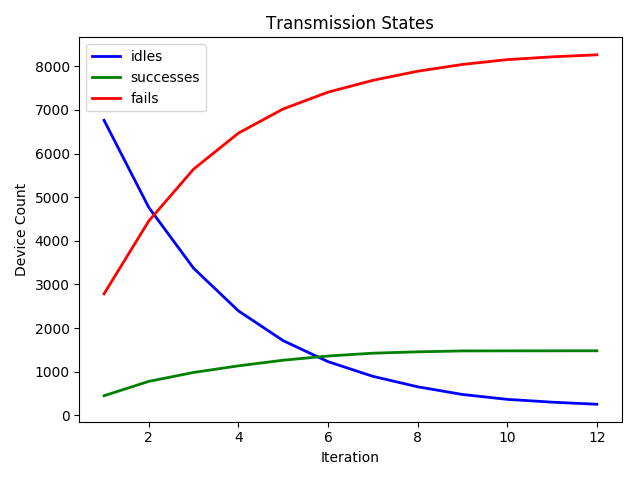 Transmission States
idles
successes
fails
Device Count
8000
7000
6000
5000
4000
3000
2000
1000
0
2 4 6 8 10 12
Iteration